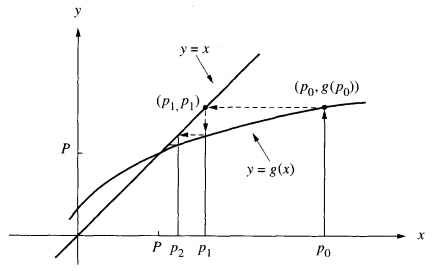 y
y = x
(p₁, p₁)
(p₀, g(p₀))
P
y = g(x)
P p₂ p₁ p₀ x